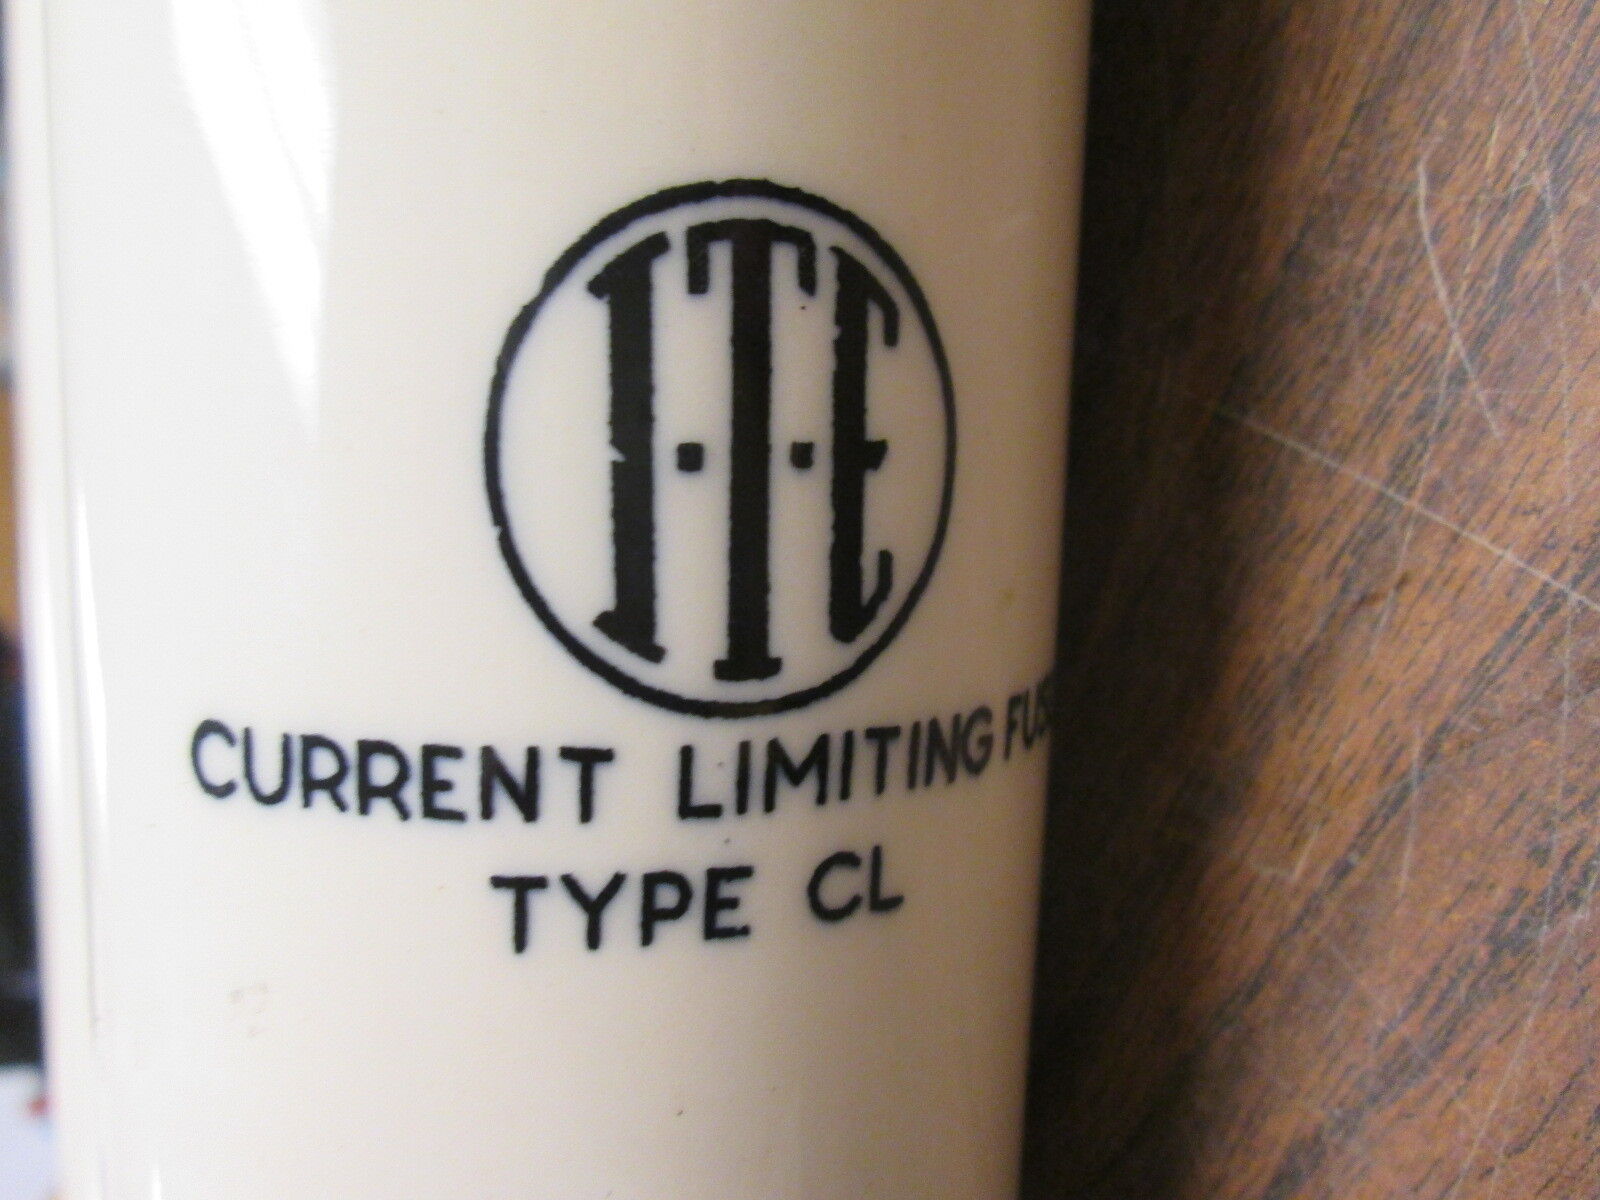 I-T-E
CURRENT LIMITING FUS
TYPE CL